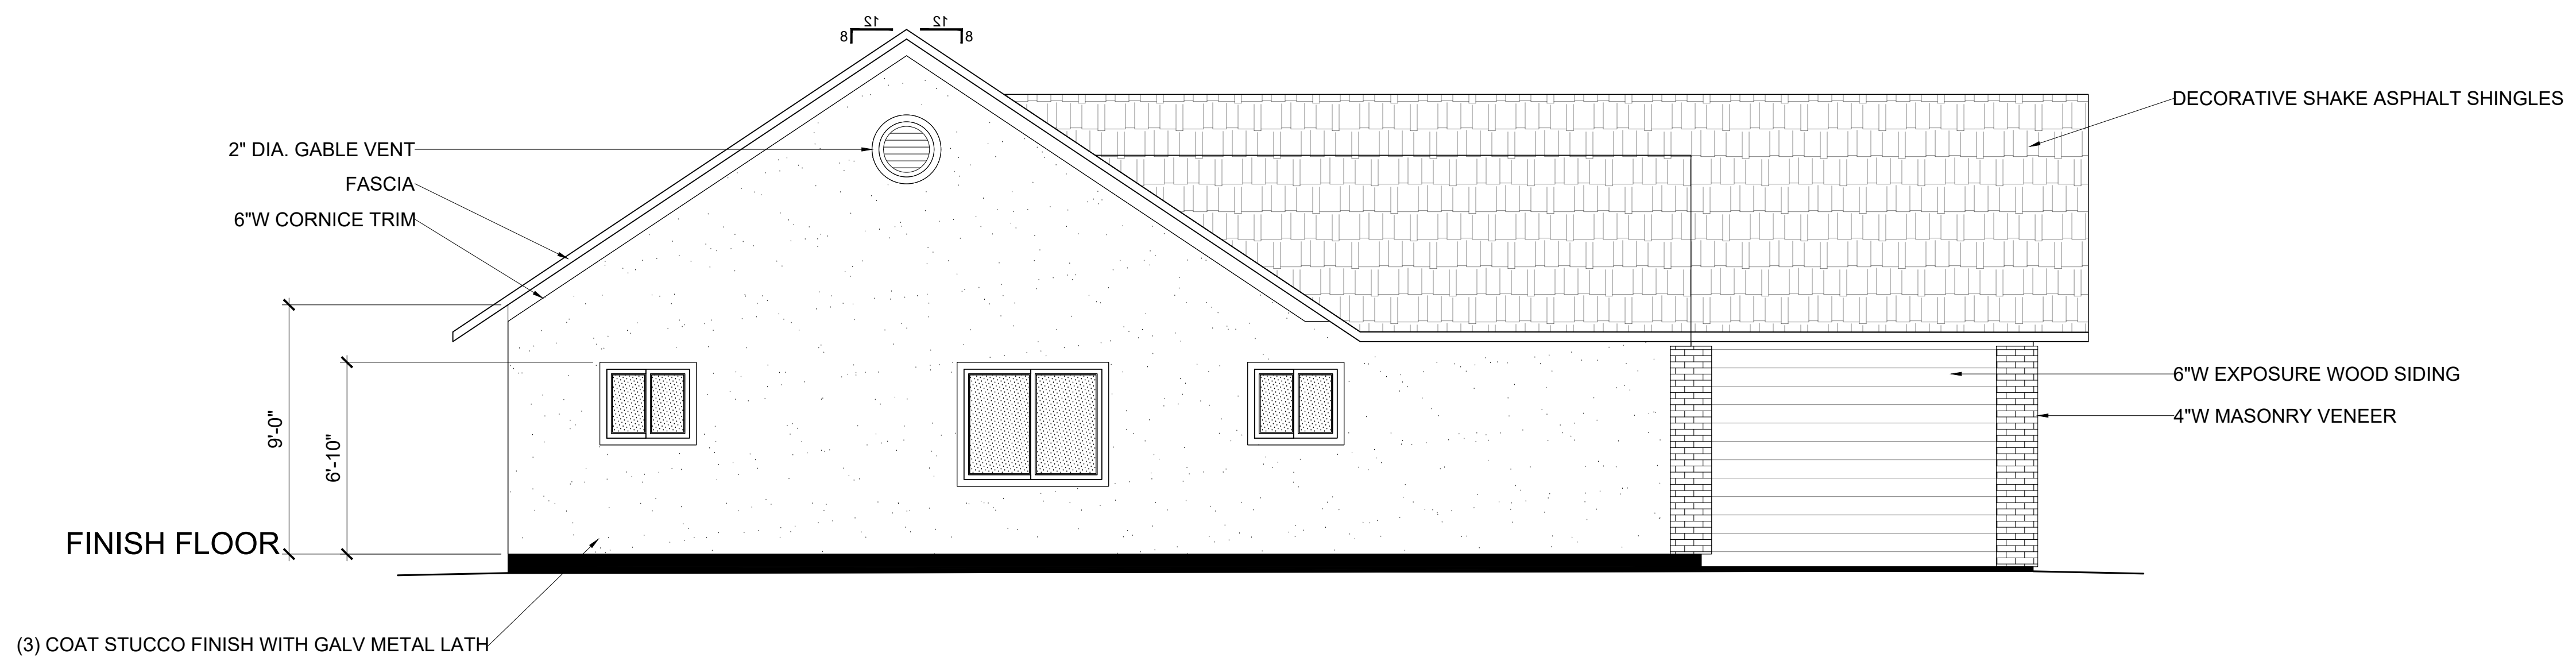 12 12
8 8
DECORATIVE SHAKE ASPHALT SHINGLES
2" DIA. GABLE VENT
FASCIA
6"W CORNICE TRIM
6"W EXPOSURE WOOD SIDING
4"W MASONRY VENEER
9'-0"
6'-10"
FINISH FLOOR
(3) COAT STUCCO FINISH WITH GALV METAL LATH